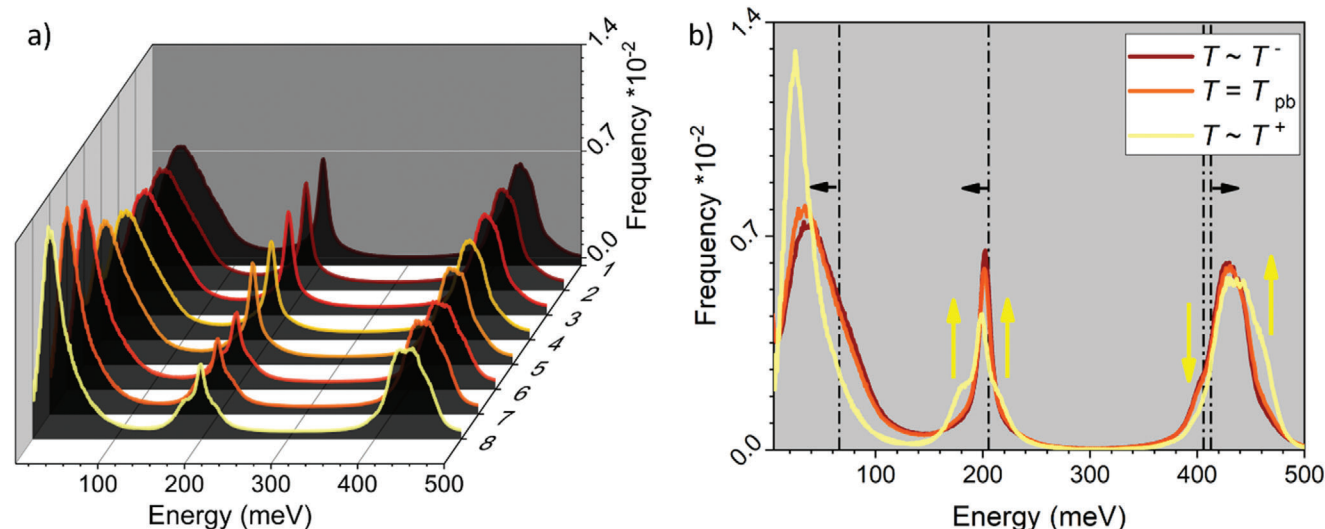 a)
1.4
0.7
0.0
Frequency *10-2
1
2
3
4
5
6
7
8
100
200
300
400
500
Energy (meV)
b)
1.4
0.7
0.0
Frequency *10-2
T ~ T-
T = Tpb
T ~ T+
100
200
300
400
500
Energy (meV)